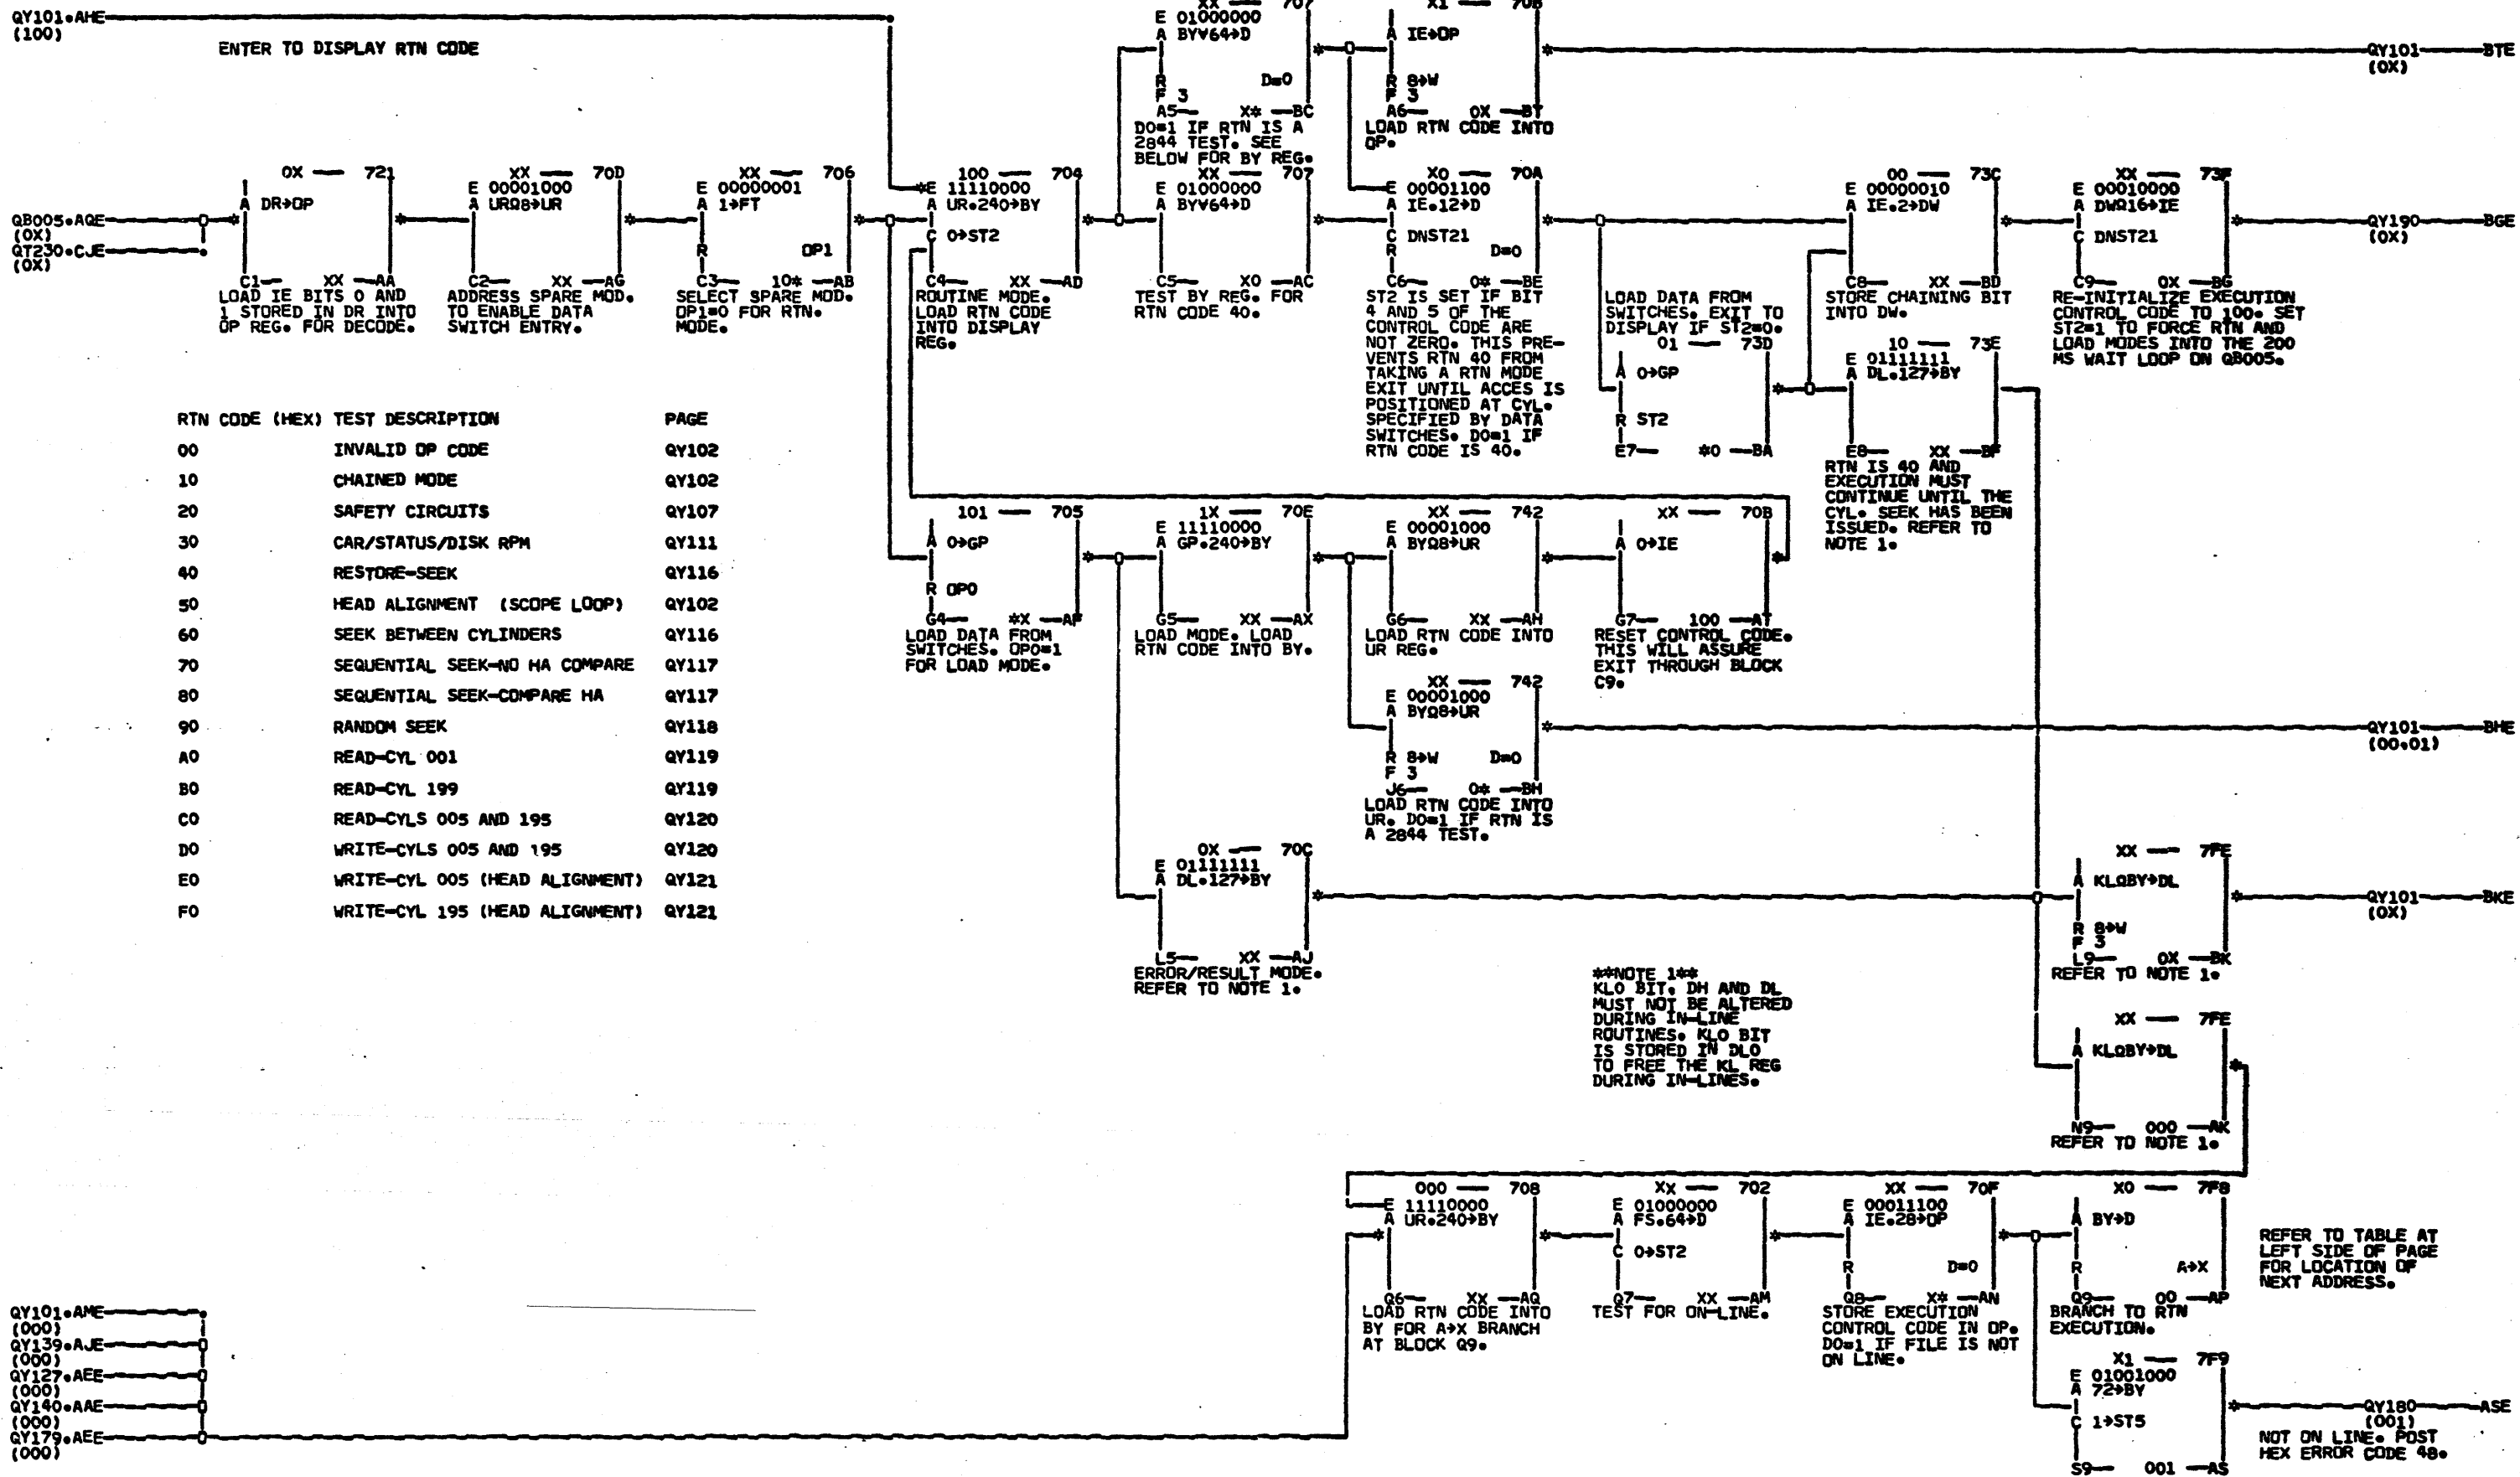 QY101.AHE
(100)
ENTER TO DISPLAY RTN CODE
XX 707
E 01000000
A BY∀64→D
R D=0
F 3
A5 X* BC
DO=1 IF RTN IS A
2844 TEST. SEE
BELOW FOR BY REG.
X1 70B
A IE→OP
R 8→W
F 3
A6 0X BT
LOAD RTN CODE INTO
OP.
QY101 BTE
(0X)
QB005.AQE
(0X)
QT230.CJE
(0X)
0X 721
A DR→OP
C1 XX AA
LOAD IE BITS 0 AND
1 STORED IN DR INTO
OP REG. FOR DECODE.
XX 70D
E 00001000
A URΩ8→UR
C2 XX AG
ADDRESS SPARE MOD.
TO ENABLE DATA
SWITCH ENTRY.
XX 706
E 00000001
A 1→FT
R OP1
C3 10* AB
SELECT SPARE MOD.
OP1=0 FOR RTN.
MODE.
100 704
E 11110000
A UR.240→BY
C 0→ST2
C4 XX AD
ROUTINE MODE.
LOAD RTN CODE
INTO DISPLAY
REG.
XX 707
E 01000000
A BY∀64→D
C5 X0 AC
TEST BY REG. FOR
RTN CODE 40.
X0 70A
E 00001100
A IE.12→D
C DNST21
R D=0
C6 0* BE
ST2 IS SET IF BIT
4 AND 5 OF THE
CONTROL CODE ARE
NOT ZERO. THIS PRE-
VENTS RTN 40 FROM
TAKING A RTN MODE
EXIT UNTIL ACCES IS
POSITIONED AT CYL.
SPECIFIED BY DATA
SWITCHES. DO=1 IF
RTN CODE IS 40.
LOAD DATA FROM
SWITCHES. EXIT TO
DISPLAY IF ST2=0.
01 73D
A 0→GP
R ST2
E7 *0 BA
00 73C
E 00000010
A IE.2→DW
C8 XX BD
STORE CHAINING BIT
INTO DW.
10 73E
E 01111111
A DL.127→BY
E8 XX BF
RTN IS 40 AND
EXECUTION MUST
CONTINUE UNTIL THE
CYL. SEEK HAS BEEN
ISSUED. REFER TO
NOTE 1.
XX 73F
E 00010000
A DWΩ16→IE
C DNST21
C9 0X BG
RE-INITIALIZE EXECUTION
CONTROL CODE TO 100. SET
ST2=1 TO FORCE RTN AND
LOAD MODES INTO THE 200
MS WAIT LOOP ON QB005.
QY190 BGE
(0X)
RTN CODE (HEX) TEST DESCRIPTION PAGE
00 INVALID OP CODE QY102
10 CHAINED MODE QY102
20 SAFETY CIRCUITS QY107
30 CAR/STATUS/DISK RPM QY111
40 RESTORE-SEEK QY116
50 HEAD ALIGNMENT (SCOPE LOOP) QY102
60 SEEK BETWEEN CYLINDERS QY116
70 SEQUENTIAL SEEK-NO HA COMPARE QY117
80 SEQUENTIAL SEEK-COMPARE HA QY117
90 RANDOM SEEK QY118
A0 READ-CYL 001 QY119
B0 READ-CYL 199 QY119
C0 READ-CYLS 005 AND 195 QY120
D0 WRITE-CYLS 005 AND 195 QY120
E0 WRITE-CYL 005 (HEAD ALIGNMENT) QY121
F0 WRITE-CYL 195 (HEAD ALIGNMENT) QY121
101 705
A 0→GP
R OP0
G4 *X AF
LOAD DATA FROM
SWITCHES. OP0=1
FOR LOAD MODE.
1X 70E
E 11110000
A GP.240→BY
G5 XX AX
LOAD MODE. LOAD
RTN CODE INTO BY.
XX 742
E 00001000
A BYΩ8→UR
G6 XX AH
LOAD RTN CODE INTO
UR REG.
XX 70B
A 0→IE
G7 100 AT
RESET CONTROL CODE.
THIS WILL ASSURE
EXIT THROUGH BLOCK
C9.
XX 742
E 00001000
A BYΩ8→UR
R 8→W D=0
F 3
J6 0* BH
LOAD RTN CODE INTO
UR. DO=1 IF RTN IS
A 2844 TEST.
QY101 BHE
(00.01)
0X 70C
E 01111111
A DL.127→BY
L5 XX AJ
ERROR/RESULT MODE.
REFER TO NOTE 1.
XX 7FE
A KLΩBY→DL
R 8→W
F 3
L9 0X BK
REFER TO NOTE 1.
QY101 BKE
(0X)
**NOTE 1**
KLO BIT. DH AND DL
MUST NOT BE ALTERED
DURING IN-LINE
ROUTINES. KLO BIT
IS STORED IN DLO
TO FREE THE KL REG
DURING IN-LINES.
XX 7FE
A KLΩBY→DL
N9 000 AK
REFER TO NOTE 1.
000 708
E 11110000
A UR.240→BY
Q6 XX AQ
LOAD RTN CODE INTO
BY FOR A→X BRANCH
AT BLOCK Q9.
XX 702
E 01000000
A FS.64→D
C 0→ST2
Q7 XX AM
TEST FOR ON-LINE.
XX 70F
E 00011100
A IE.28→OP
R D=0
Q8 X* AN
STORE EXECUTION
CONTROL CODE IN OP.
DO=1 IF FILE IS NOT
ON LINE.
X0 7F8
A BY→D
R A→X
Q9 00 AP
BRANCH TO RTN
EXECUTION.
REFER TO TABLE AT
LEFT SIDE OF PAGE
FOR LOCATION OF
NEXT ADDRESS.
X1 7F9
E 01001000
A 72→BY
C 1→ST5
S9 001 AS
QY180 ASE
(001)
NOT ON LINE. POST
HEX ERROR CODE 48.
QY101.AME
(000)
QY139.AJE
(000)
QY127.AEE
(000)
QY140.AAE
(000)
QY179.AEE
(000)